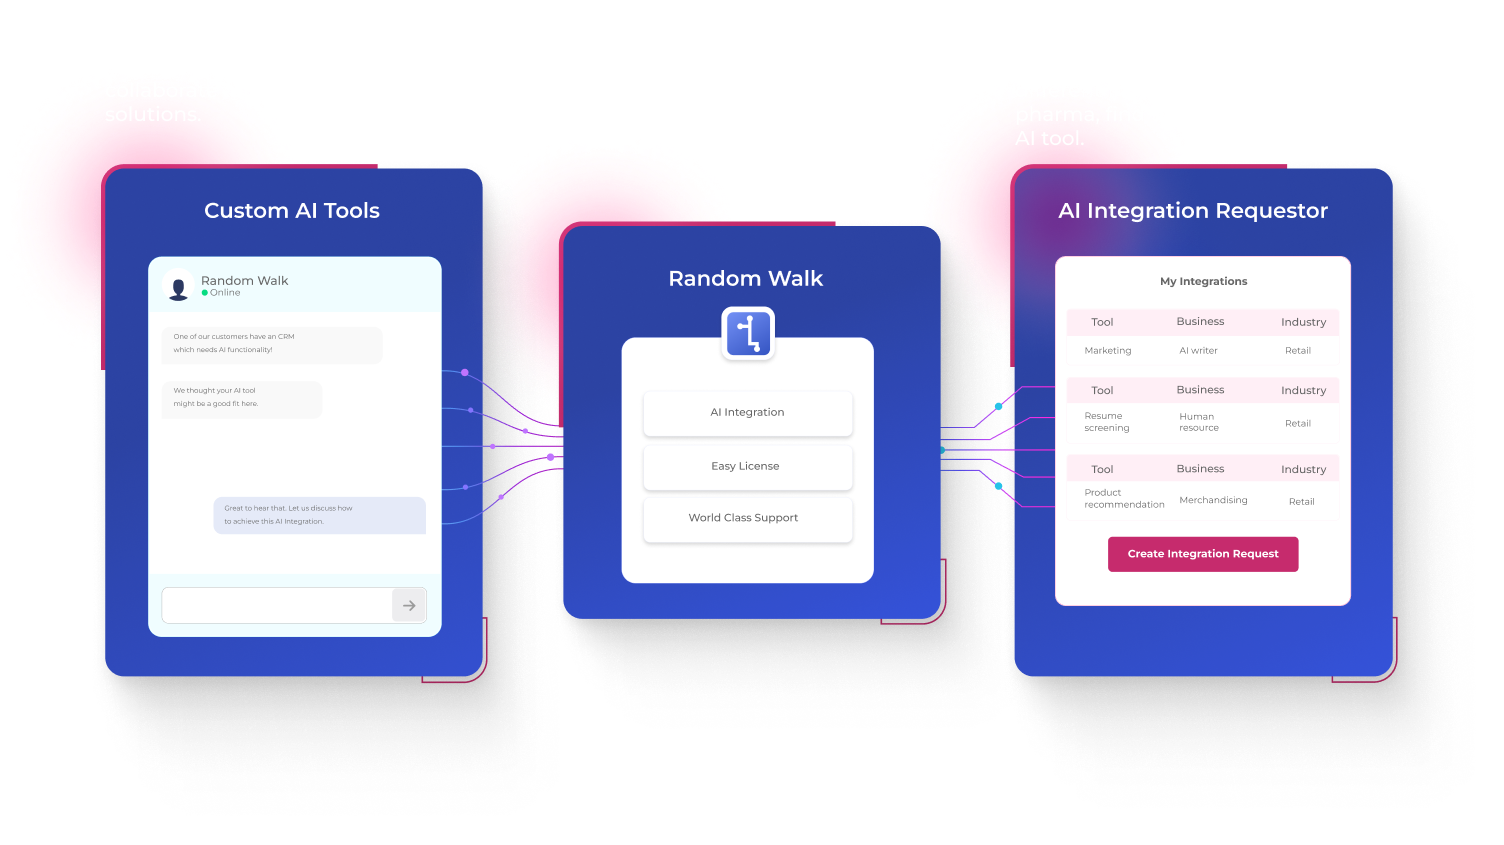 solutions.
AI tool.
Custom AI Tools
Random Walk
Online
One of our customers have an CRM
which needs AI functionality!
We thought your AI tool
might be a good fit here.
Great to hear that. Let us discuss how
to achieve this AI Integration.
Random Walk
AI Integration
Easy License
World Class Support
AI Integration Requestor
My Integrations
Tool Business Industry
Marketing AI writer Retail
Tool Business Industry
Resume Human Retail
screening resource
Tool Business Industry
Product Merchandising Retail
recommendation
Create Integration Request